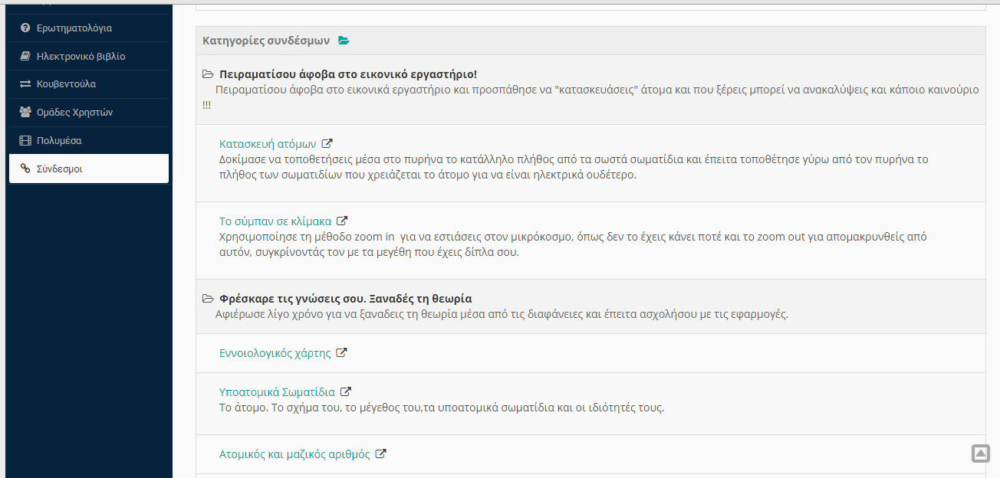 Ερωτηματολόγια
Ηλεκτρονικό βιβλίο
Κουβεντούλα
Ομάδες Χρηστών
Πολυμέσα
Σύνδεσμοι
Κατηγορίες συνδέσμων
Πειραματίσου άφοβα στο εικονικό εργαστήριο!
Πειραματίσου άφοβα στο εικονικά εργαστήριο και προσπάθησε να "κατασκευάσεις" άτομα και που ξέρεις μπορεί να ανακαλύψεις και κάποιο καινούριο
!!!
Κατασκευή ατόμων
Δοκίμασε να τοποθετήσεις μέσα στο πυρήνα το κατάλληλο πλήθος από τα σωστά σωματίδια και έπειτα τοποθέτησε γύρω από τον πυρήνα το
πλήθος των σωματιδίων που χρειάζεται το άτομο για να είναι ηλεκτρικά ουδέτερο.
Το σύμπαν σε κλίμακα
Χρησιμοποίησε τη μέθοδο zoom in για να εστιάσεις στον μικρόκοσμο, όπως δεν το έχεις κάνει ποτέ και το zoom out για απομακρυνθείς από
αυτόν, συγκρίνοντάς τον με τα μεγέθη που έχεις δίπλα σου.
Φρέσκαρε τις γνώσεις σου. Ξαναδές τη θεωρία
Αφιέρωσε λίγο χρόνο για να ξαναδεις τη θεωρία μέσα από τις διαφάνειες και έπειτα ασχολήσου με τις εφαρμογές.
Εννοιολογικός χάρτης
Υποατομικά Σωματίδια
Το άτομο. Το σχήμα του, το μέγεθος του,τα υποατομικά σωματίδια και οι ιδιότητές τους.
Ατομικός και μαζικός αριθμός